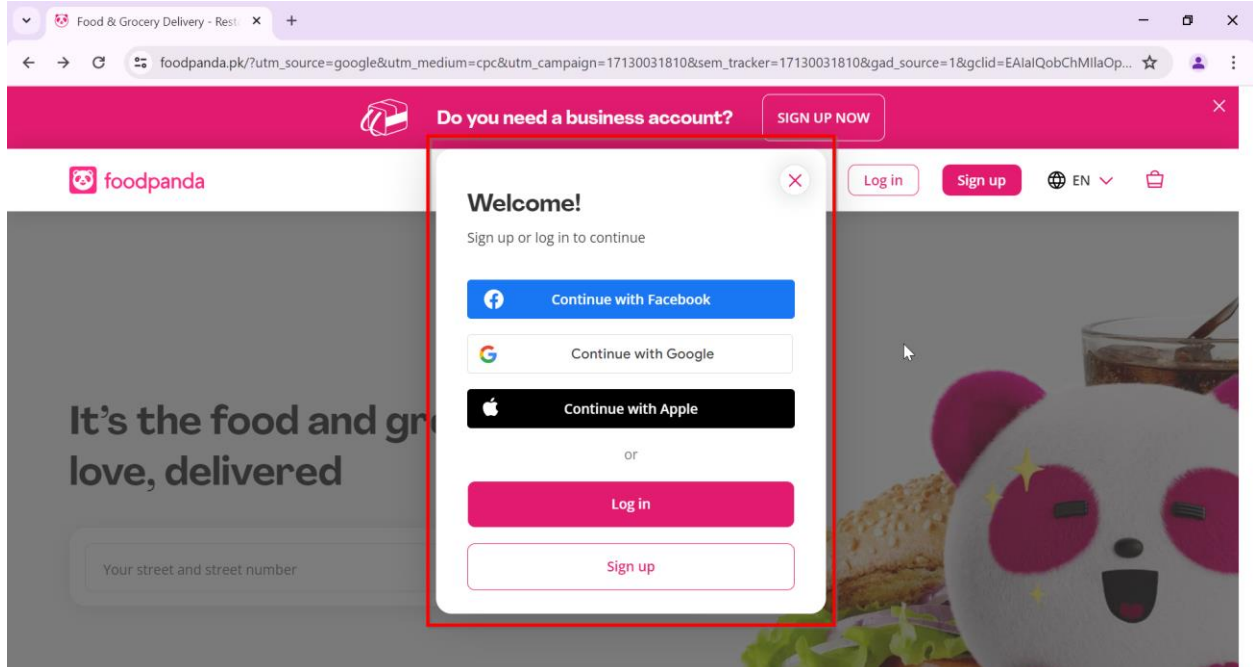 Food & Grocery Delivery - Rest
foodpanda.pk/?utm_source=google&utm_medium=cpc&utm_campaign=17130031810&sem_tracker=17130031810&gad_source=1&gclid=EAIaIQobChMIlaOp...
Do you need a business account? SIGN UP NOW
foodpanda
Log in Sign up EN
Welcome!
Sign up or log in to continue
Continue with Facebook
Continue with Google
Continue with Apple
or
Log in
Sign up
It's the food and gr
love, delivered
Your street and street number